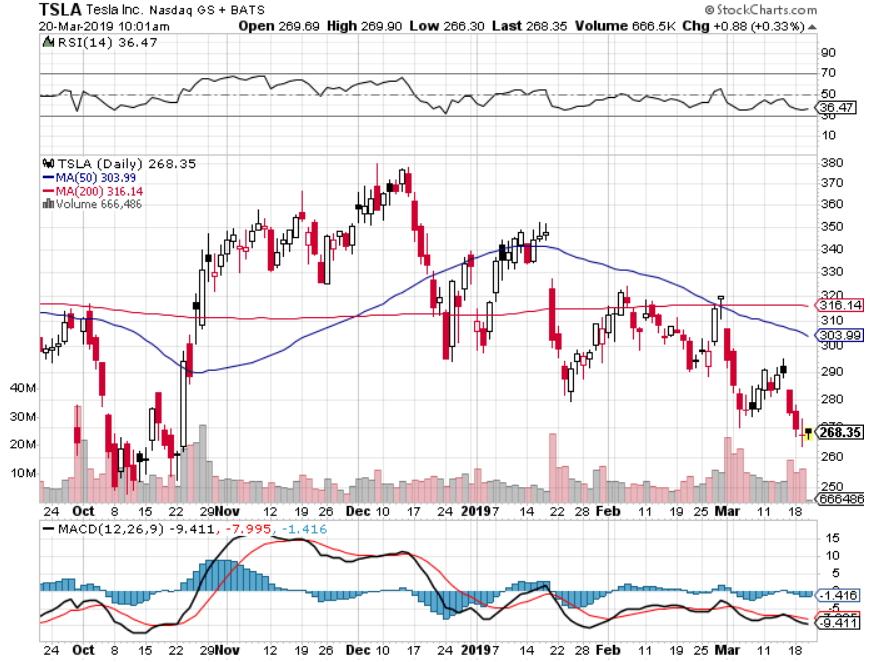 TSLA Tesla Inc. Nasdaq GS + BATS © StockCharts.com
20-Mar-2019 10:01am Open 269.69 High 269.90 Low 266.30 Last 268.35 Volume 666.5K Chg +0.88 (+0.33%)
RSI(14) 36.47
90
70
50
36.47
30
10
TSLA (Daily) 268.35
MA(50) 303.99
MA(200) 316.14
Volume 666,486
380
370
360
350
340
330
320
316.14
310
303.99
300
290
280
270
268.35
260
250
666486
40M
30M
20M
10M
24 Oct 8 15 22 29 Nov 12 19 26 Dec 10 17 24 2019 7 14 22 28 Feb 11 19 25 Mar 11 18
MACD(12,26,9) -9.411, -7.995, -1.416
15
10
5
0
-1.416
-5
-9.411
24 Oct 8 15 22 29 Nov 12 19 26 Dec 10 17 24 2019 7 14 22 28 Feb 11 19 25 Mar 11 18